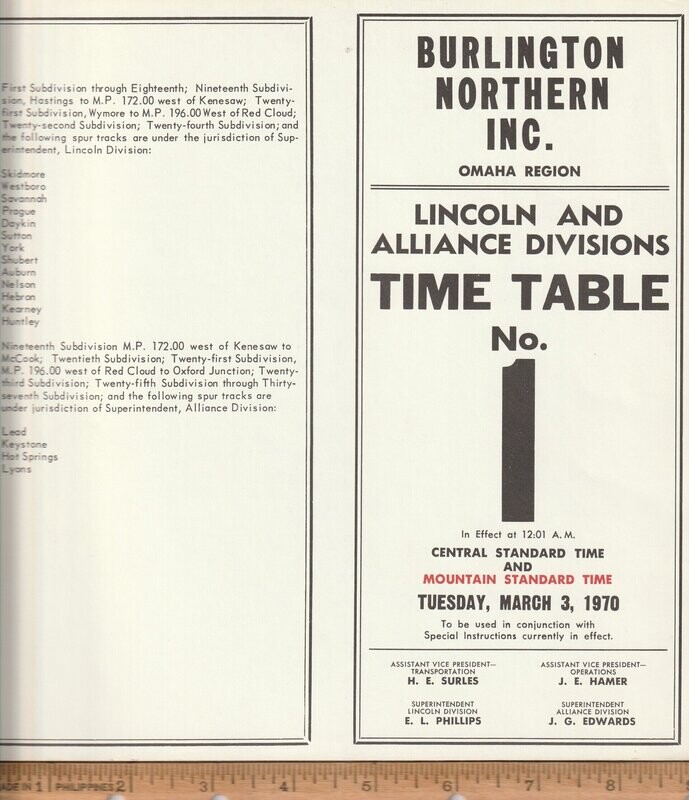 First Subdivision through Eighteenth; Nineteenth Subdivi-
sion, Hastings to M.P. 172.00 west of Kenesaw; Twenty-
first Subdivision, Wymore to M.P. 196.00 West of Red Cloud;
Twenty-second Subdivision; Twenty-fourth Subdivision; and
the following spur tracks are under the jurisdiction of Sup-
erintendent, Lincoln Division:
Skidmore
Westboro
Savannah
Prague
Daykin
Sutton
York
Shubert
Auburn
Nelson
Hebron
Kearney
Huntley
Nineteenth Subdivision M.P. 172.00 west of Kenesaw to
McCook; Twentieth Subdivision; Twenty-first Subdivision,
M.P. 196.00 west of Red Cloud to Oxford Junction; Twenty-
third Subdivision; Twenty-fifth Subdivision through Thirty-
seventh Subdivision; and the following spur tracks are
under jurisdiction of Superintendent, Alliance Division:
Lead
Keystone
Hot Springs
Lyons
BURLINGTON
NORTHERN
INC.
OMAHA REGION
LINCOLN AND
ALLIANCE DIVISIONS
TIME TABLE
No.
1
In Effect at 12:01 A.M.
CENTRAL STANDARD TIME
AND
MOUNTAIN STANDARD TIME
TUESDAY, MARCH 3, 1970
To be used in conjunction with
Special Instructions currently in effect.
ASSISTANT VICE PRESIDENT—
TRANSPORTATION
H. E. SURLES
ASSISTANT VICE PRESIDENT—
OPERATIONS
J. E. HAMER
SUPERINTENDENT
LINCOLN DIVISION
E. L. PHILLIPS
SUPERINTENDENT
ALLIANCE DIVISION
J. G. EDWARDS
MADE IN 1 PHILIPPINES 2 3 4 5 6 7 8